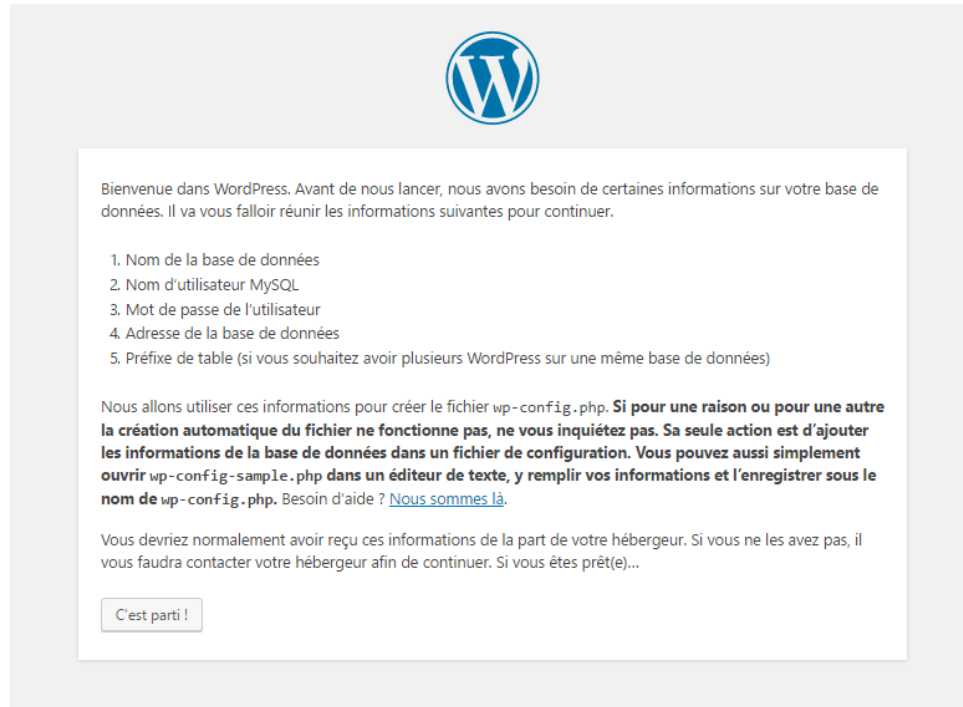 Bienvenue dans WordPress. Avant de nous lancer, nous avons besoin de certaines informations sur votre base de
données. Il va vous falloir réunir les informations suivantes pour continuer.
1. Nom de la base de données
2. Nom d’utilisateur MySQL
3. Mot de passe de l’utilisateur
4. Adresse de la base de données
5. Préfixe de table (si vous souhaitez avoir plusieurs WordPress sur une même base de données)
Nous allons utiliser ces informations pour créer le fichier wp-config.php. Si pour une raison ou pour une autre
la création automatique du fichier ne fonctionne pas, ne vous inquiétez pas. Sa seule action est d’ajouter
les informations de la base de données dans un fichier de configuration. Vous pouvez aussi simplement
ouvrir wp-config-sample.php dans un éditeur de texte, y remplir vos informations et l’enregistrer sous le
nom de wp-config.php. Besoin d’aide ? Nous sommes là.
Vous devriez normalement avoir reçu ces informations de la part de votre hébergeur. Si vous ne les avez pas, il
vous faudra contacter votre hébergeur afin de continuer. Si vous êtes prêt(e)…
C’est parti !